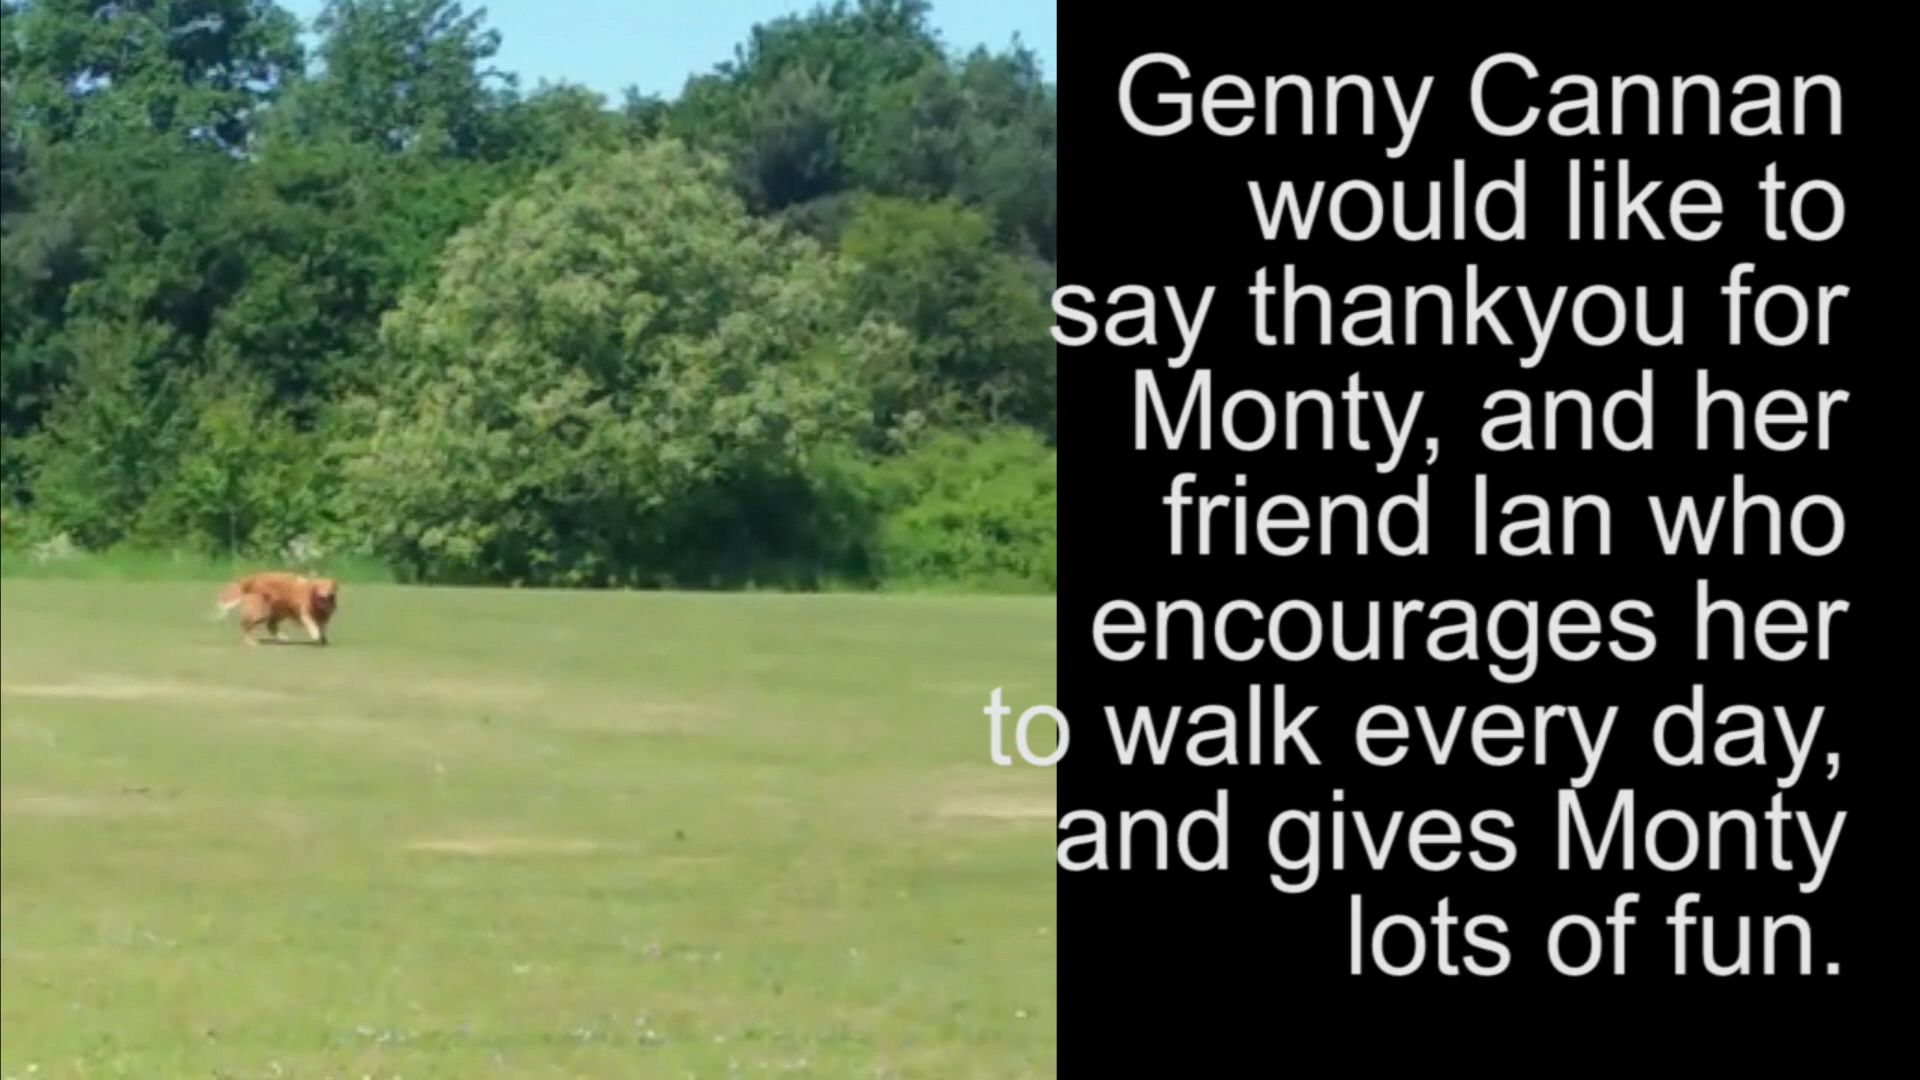 Genny Cannan
would like to
say thankyou for
Monty, and her
friend Ian who
encourages her
to walk every day,
and gives Monty
lots of fun.